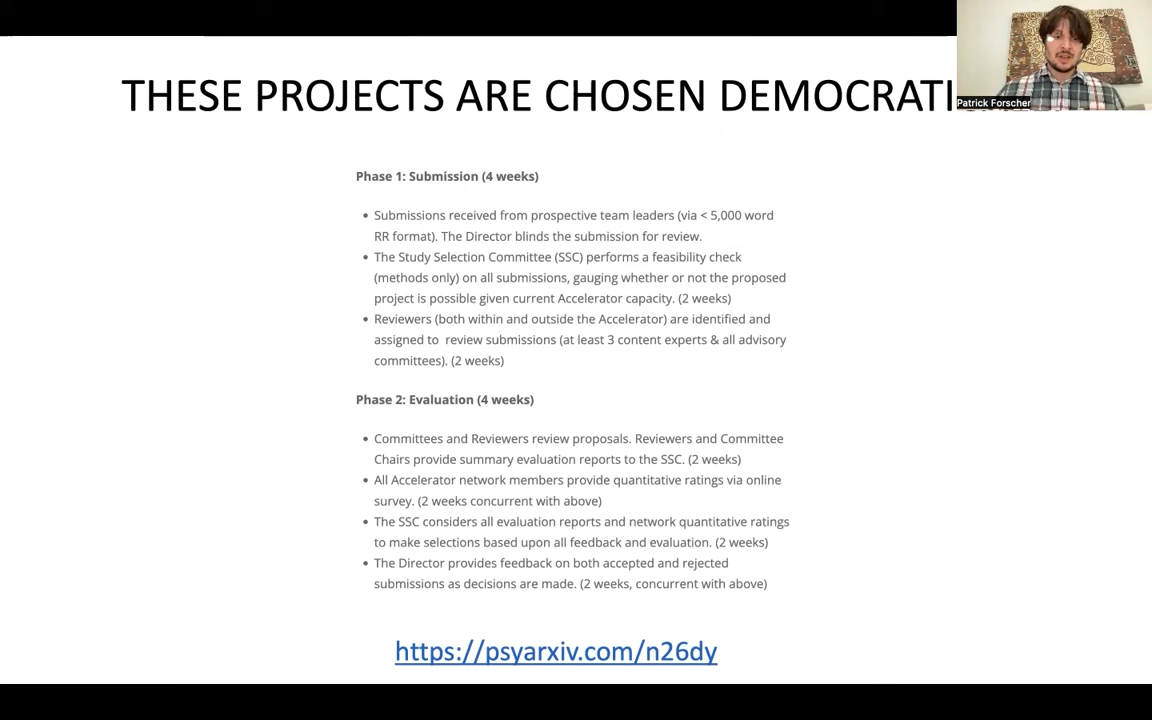 THESE PROJECTS ARE CHOSEN DEMOCRATI
Patrick Forscher
Phase 1: Submission (4 weeks)
• Submissions received from prospective team leaders (via < 5,000 word
RR format). The Director blinds the submission for review.
• The Study Selection Committee (SSC) performs a feasibility check
(methods only) on all submissions, gauging whether or not the proposed
project is possible given current Accelerator capacity. (2 weeks)
• Reviewers (both within and outside the Accelerator) are identified and
assigned to review submissions (at least 3 content experts & all advisory
committees). (2 weeks)
Phase 2: Evaluation (4 weeks)
• Committees and Reviewers review proposals. Reviewers and Committee
Chairs provide summary evaluation reports to the SSC. (2 weeks)
• All Accelerator network members provide quantitative ratings via online
survey. (2 weeks concurrent with above)
• The SSC considers all evaluation reports and network quantitative ratings
to make selections based upon all feedback and evaluation. (2 weeks)
• The Director provides feedback on both accepted and rejected
submissions as decisions are made. (2 weeks, concurrent with above)
https://psyarxiv.com/n26dy